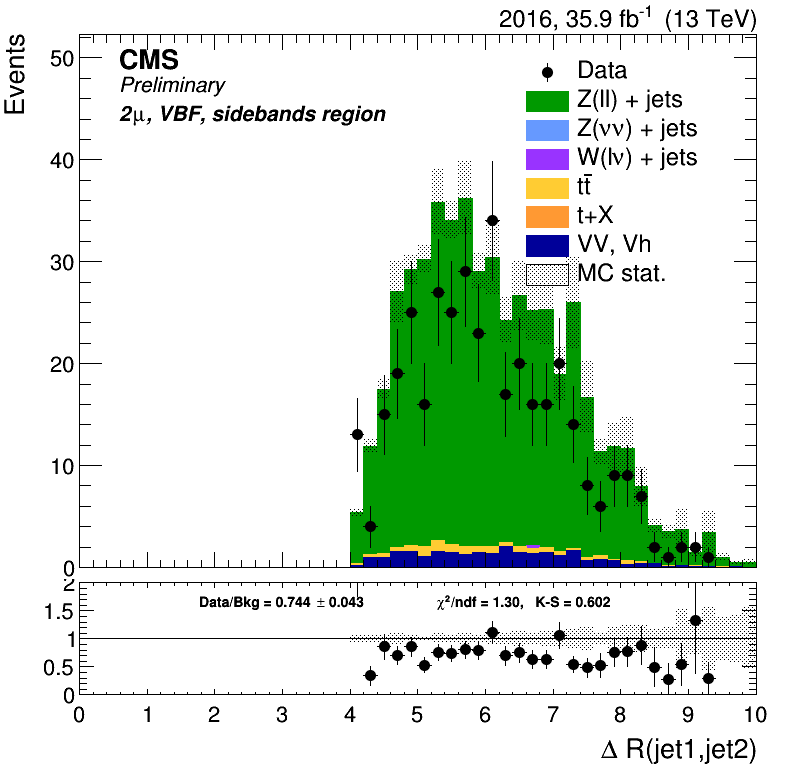 2016, 35.9 fb⁻¹ (13 TeV)
Events
CMS
Preliminary
2μ, VBF, sidebands region
Data
Z(ll) + jets
Z(νν) + jets
W(lν) + jets
tt̄
t+X
VV, Vh
MC stat.
50
40
30
20
10
0
Data/Bkg = 0.744 ± 0.043 χ²/ndf = 1.30, K-S = 0.602
2
1.5
1
0.5
0
0 1 2 3 4 5 6 7 8 9 10
Δ R(jet1,jet2)